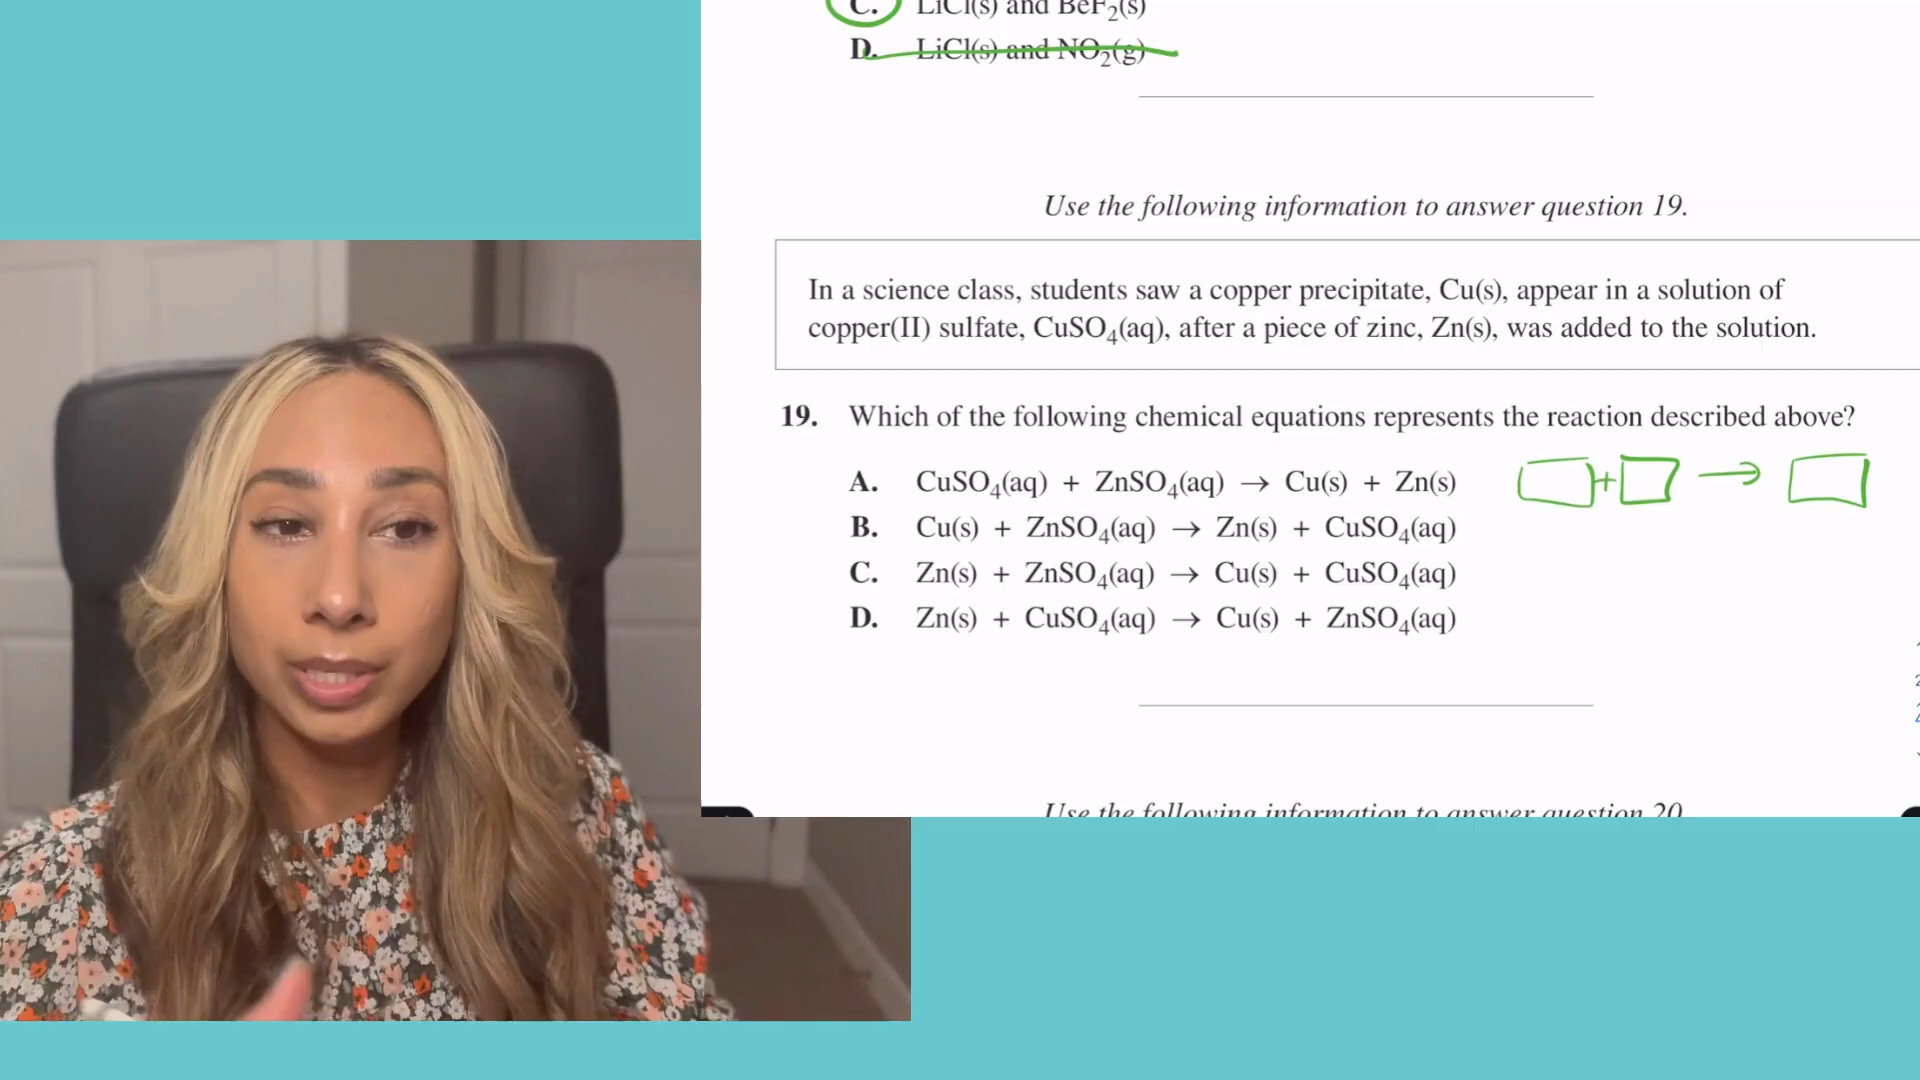 C. LiCl(s) and BeF₂(s)
D. LiCl(s) and NO₂(g)
Use the following information to answer question 19.
In a science class, students saw a copper precipitate, Cu(s), appear in a solution of
copper(II) sulfate, CuSO₄(aq), after a piece of zinc, Zn(s), was added to the solution.
19. Which of the following chemical equations represents the reaction described above?
A. CuSO₄(aq) + ZnSO₄(aq) → Cu(s) + Zn(s)
+ →
B. Cu(s) + ZnSO₄(aq) → Zn(s) + CuSO₄(aq)
C. Zn(s) + ZnSO₄(aq) → Cu(s) + CuSO₄(aq)
D. Zn(s) + CuSO₄(aq) → Cu(s) + ZnSO₄(aq)
Use the following information to answer question 20